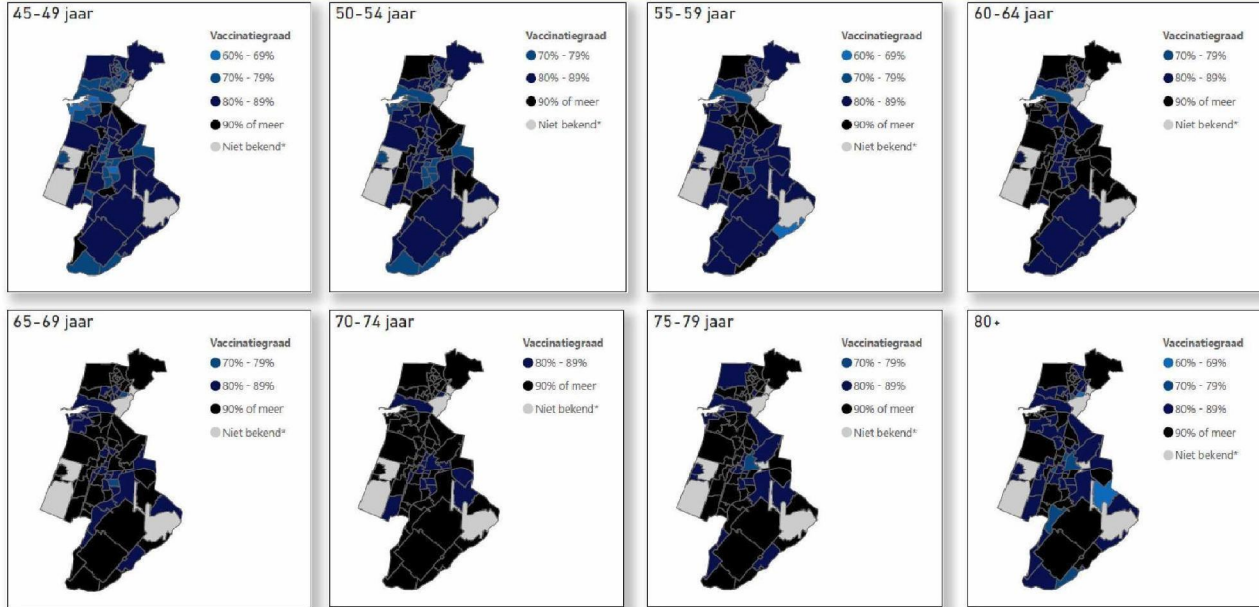 45-49 jaar
Vaccinatiegraad
60% - 69%
70% - 79%
80% - 89%
90% of meer
Niet bekend*
50-54 jaar
Vaccinatiegraad
70% - 79%
80% - 89%
90% of meer
Niet bekend*
55-59 jaar
Vaccinatiegraad
60% - 69%
70% - 79%
80% - 89%
90% of meer
Niet bekend*
60-64 jaar
Vaccinatiegraad
70% - 79%
80% - 89%
90% of meer
Niet bekend*
65-69 jaar
Vaccinatiegraad
70% - 79%
80% - 89%
90% of meer
Niet bekend*
70-74 jaar
Vaccinatiegraad
80% - 89%
90% of meer
Niet bekend*
75-79 jaar
Vaccinatiegraad
70% - 79%
80% - 89%
90% of meer
Niet bekend*
80+
Vaccinatiegraad
60% - 69%
70% - 79%
80% - 89%
90% of meer
Niet bekend*